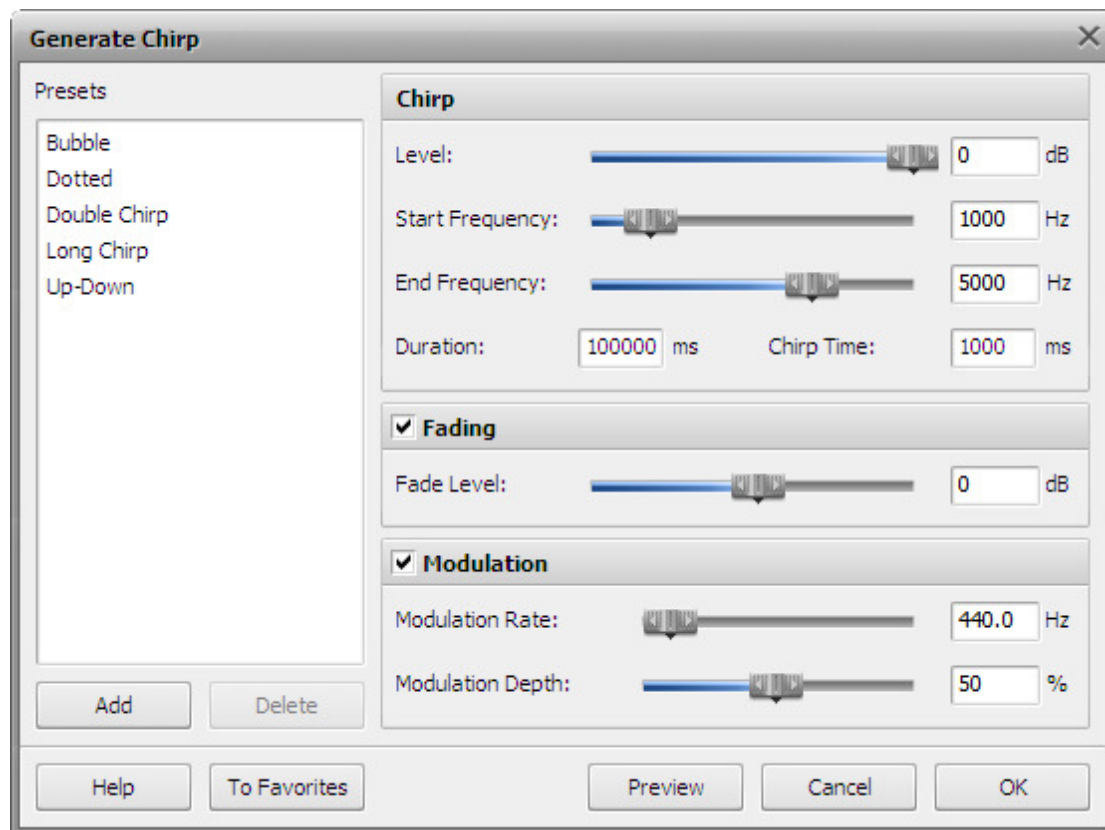 Generate Chirp
Presets
Bubble
Dotted
Double Chirp
Long Chirp
Up-Down
Add Delete
Chirp
Level: 0 dB
Start Frequency: 1000 Hz
End Frequency: 5000 Hz
Duration: 100000 ms Chirp Time: 1000 ms
Fading
Fade Level: 0 dB
Modulation
Modulation Rate: 440.0 Hz
Modulation Depth: 50 %
Help To Favorites Preview Cancel OK